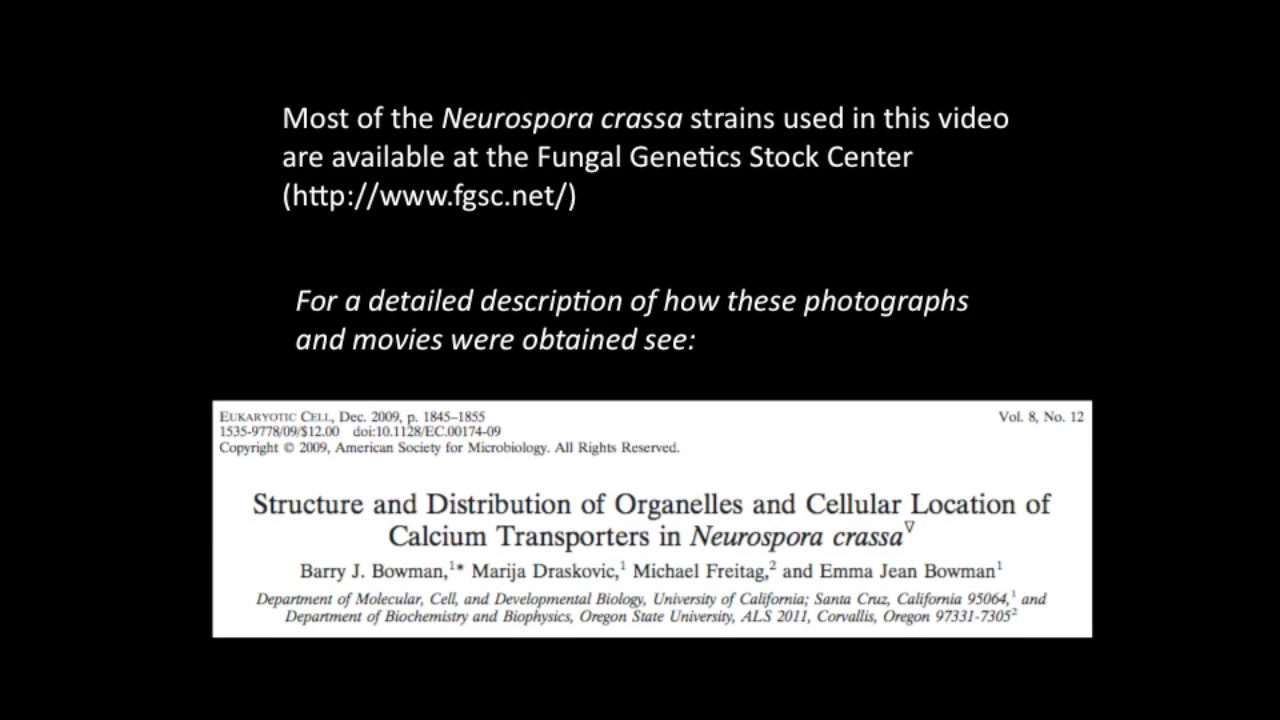 Most of the Neurospora crassa strains used in this video
are available at the Fungal Genetics Stock Center
(http://www.fgsc.net/)
For a detailed description of how these photographs
and movies were obtained see:
EUKARYOTIC CELL, Dec. 2009, p. 1845–1855
Vol. 8, No. 12
1535-9778/09/$12.00 doi:10.1128/EC.00174-09
Copyright © 2009, American Society for Microbiology. All Rights Reserved.
Structure and Distribution of Organelles and Cellular Location of
Calcium Transporters in Neurospora crassa∇
Barry J. Bowman,1* Marija Draskovic,1 Michael Freitag,2 and Emma Jean Bowman1
Department of Molecular, Cell, and Developmental Biology, University of California; Santa Cruz, California 95064,1 and
Department of Biochemistry and Biophysics, Oregon State University, ALS 2011, Corvallis, Oregon 97331-73052